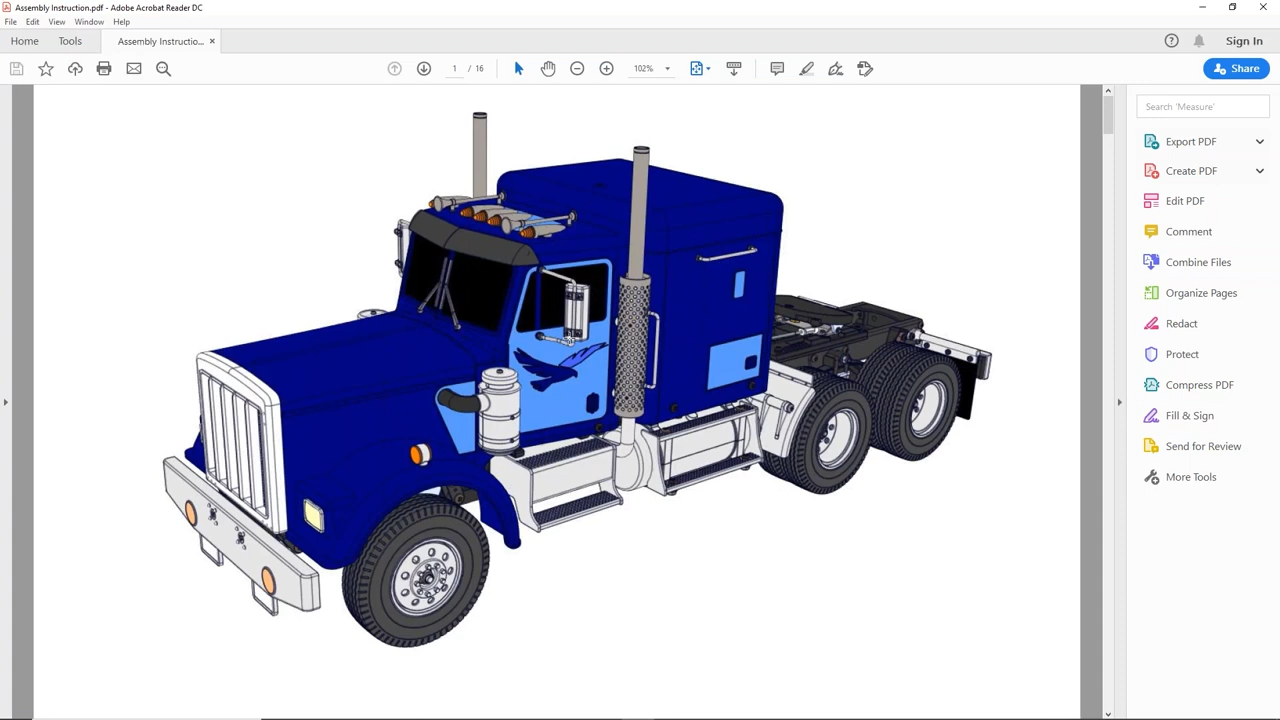 Assembly Instruction.pdf - Adobe Acrobat Reader DC
File Edit View Window Help
Home Tools Assembly Instructio... Sign In
1 / 16 102% Share
Search 'Measure'
Export PDF
Create PDF
Edit PDF
Comment
Combine Files
Organize Pages
Redact
Protect
Compress PDF
Fill & Sign
Send for Review
More Tools